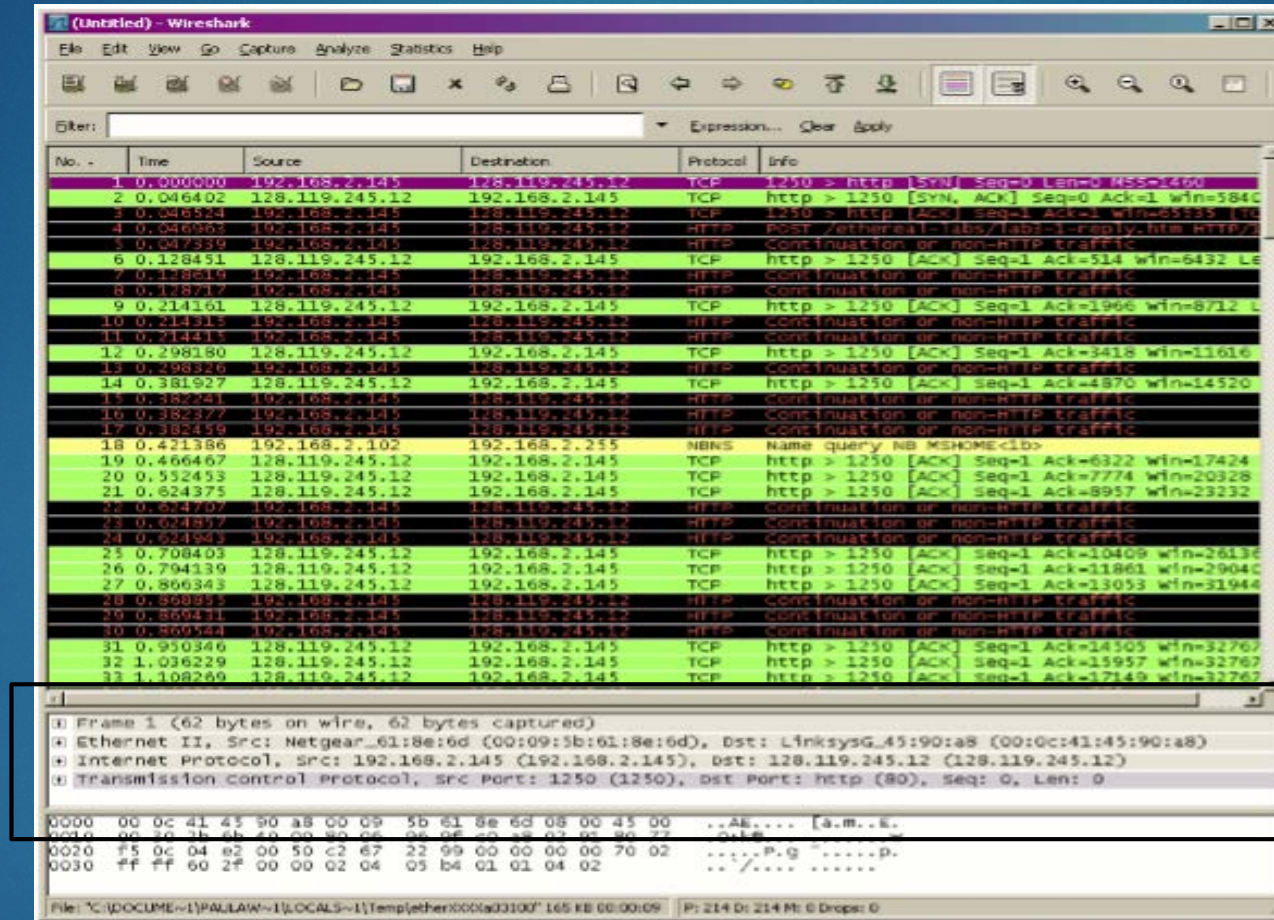 (Untitled) - Wireshark
File Edit View Go Capture Analyze Statistics Help
Filter: Expression... Clear Apply
No. - Time Source Destination Protocol Info
1 0.000000 192.168.2.145 128.119.245.12 TCP 1250 > http [SYN] Seq=0 Len=0 MSS=1460
2 0.046402 128.119.245.12 192.168.2.145 TCP http > 1250 [SYN, ACK] Seq=0 Ack=1 Win=5840
3 0.046524 192.168.2.145 128.119.245.12 TCP 1250 > http [ACK] Seq=1 Ack=1 Win=65535 [TC
4 0.046963 192.168.2.145 128.119.245.12 HTTP POST /ethereal-labs/lab3-1-reply.htm HTTP/1
5 0.047339 192.168.2.145 128.119.245.12 HTTP Continuation or non-HTTP traffic
6 0.128451 128.119.245.12 192.168.2.145 TCP http > 1250 [ACK] Seq=1 Ack=514 Win=6432 Le
7 0.128619 192.168.2.145 128.119.245.12 HTTP Continuation or non-HTTP traffic
8 0.128717 192.168.2.145 128.119.245.12 HTTP Continuation or non-HTTP traffic
9 0.214161 128.119.245.12 192.168.2.145 TCP http > 1250 [ACK] Seq=1 Ack=1966 Win=8712 L
10 0.214315 192.168.2.145 128.119.245.12 HTTP Continuation or non-HTTP traffic
11 0.214415 192.168.2.145 128.119.245.12 HTTP Continuation or non-HTTP traffic
12 0.298180 128.119.245.12 192.168.2.145 TCP http > 1250 [ACK] Seq=1 Ack=3418 Win=11616
13 0.298326 192.168.2.145 128.119.245.12 HTTP Continuation or non-HTTP traffic
14 0.381927 128.119.245.12 192.168.2.145 TCP http > 1250 [ACK] Seq=1 Ack=4870 Win=14520
15 0.382241 192.168.2.145 128.119.245.12 HTTP Continuation or non-HTTP traffic
16 0.382377 192.168.2.145 128.119.245.12 HTTP Continuation or non-HTTP traffic
17 0.382459 192.168.2.145 128.119.245.12 HTTP Continuation or non-HTTP traffic
18 0.421386 192.168.2.102 192.168.2.255 NBNS Name query NB MSHOME<1b>
19 0.466467 128.119.245.12 192.168.2.145 TCP http > 1250 [ACK] Seq=1 Ack=6322 Win=17424
20 0.552453 128.119.245.12 192.168.2.145 TCP http > 1250 [ACK] Seq=1 Ack=7774 Win=20328
21 0.624375 128.119.245.12 192.168.2.145 TCP http > 1250 [ACK] Seq=1 Ack=8957 Win=23232
22 0.624707 192.168.2.145 128.119.245.12 HTTP Continuation or non-HTTP traffic
23 0.624857 192.168.2.145 128.119.245.12 HTTP Continuation or non-HTTP traffic
24 0.624943 192.168.2.145 128.119.245.12 HTTP Continuation or non-HTTP traffic
25 0.708403 128.119.245.12 192.168.2.145 TCP http > 1250 [ACK] Seq=1 Ack=10409 Win=26136
26 0.794139 128.119.245.12 192.168.2.145 TCP http > 1250 [ACK] Seq=1 Ack=11861 Win=29040
27 0.866343 128.119.245.12 192.168.2.145 TCP http > 1250 [ACK] Seq=1 Ack=13053 Win=31944
28 0.868855 192.168.2.145 128.119.245.12 HTTP Continuation or non-HTTP traffic
29 0.869431 192.168.2.145 128.119.245.12 HTTP Continuation or non-HTTP traffic
30 0.869544 192.168.2.145 128.119.245.12 HTTP Continuation or non-HTTP traffic
31 0.950346 128.119.245.12 192.168.2.145 TCP http > 1250 [ACK] Seq=1 Ack=14505 Win=32767
32 1.036229 128.119.245.12 192.168.2.145 TCP http > 1250 [ACK] Seq=1 Ack=15957 Win=32767
33 1.108269 128.119.245.12 192.168.2.145 TCP http > 1250 [ACK] Seq=1 Ack=17149 Win=32767
Frame 1 (62 bytes on wire, 62 bytes captured)
Ethernet II, Src: Netgear_61:8e:6d (00:09:5b:61:8e:6d), Dst: LinksysG_45:90:a8 (00:0c:41:45:90:a8)
Internet Protocol, Src: 192.168.2.145 (192.168.2.145), Dst: 128.119.245.12 (128.119.245.12)
Transmission Control Protocol, Src Port: 1250 (1250), Dst Port: http (80), Seq: 0, Len: 0
0000 00 0c 41 45 90 a8 00 09 5b 61 8e 6d 08 00 45 00 ..AE.... [a.m..E.
0020 f5 0c 04 e2 00 50 c2 67 22 99 00 00 00 00 70 02 .....P.g ".....p.
0030 ff ff 60 2f 00 00 02 04 05 b4 01 01 04 02 ..`/.... ......
File: "C:\DOCUME~1\PAULAW~1\LOCALS~1\Temp\etherXXXXa03100" 165 KB 00:00:09 P: 214 D: 214 M: 0 Drops: 0